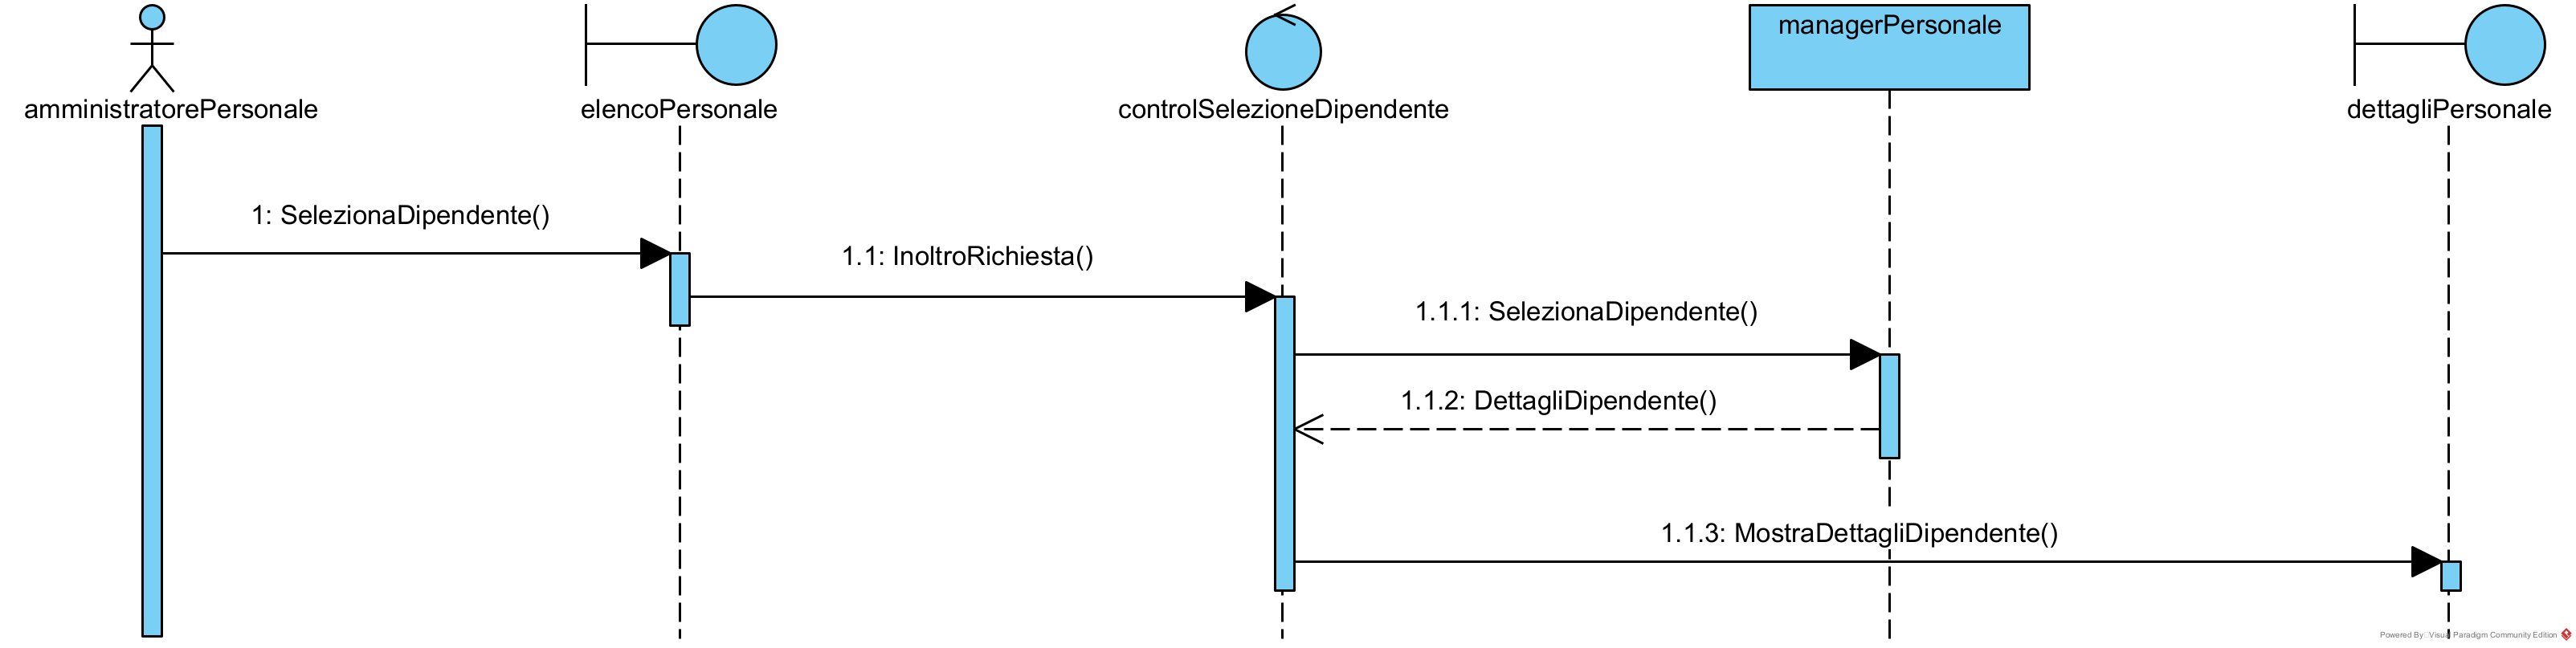 managerPersonale
amministratorePersonale
elencoPersonale
controlSelezioneDipendente
dettagliPersonale
1: SelezionaDipendente()
1.1: InoltroRichiesta()
1.1.1: SelezionaDipendente()
1.1.2: DettagliDipendente()
1.1.3: MostraDettagliDipendente()
Powered By: Visual Paradigm Community Edition